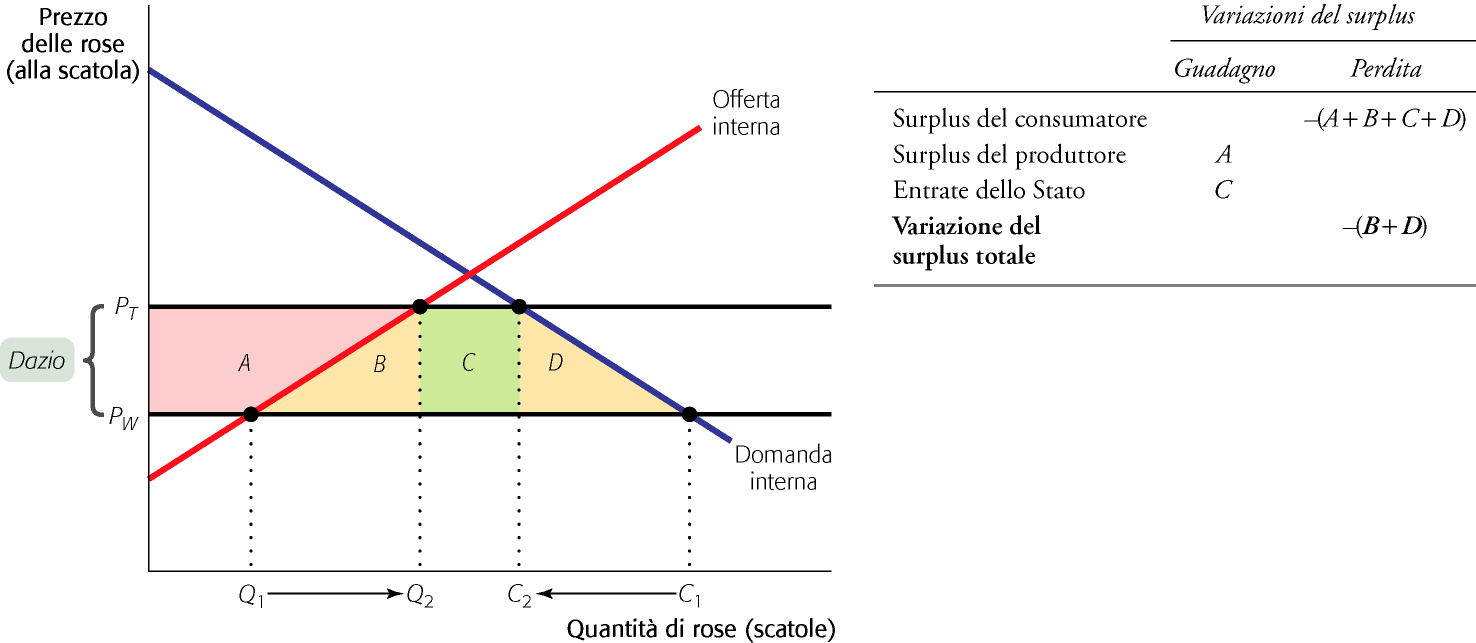 Prezzo
delle rose
(alla scatola)
Offerta
interna
P_T
Dazio
A
B
C
D
P_W
Domanda
interna
Q_1
Q_2
C_2
C_1
Quantità di rose (scatole)
Variazioni del surplus
Guadagno Perdita
Surplus del consumatore –(A+B+C+D)
Surplus del produttore A
Entrate dello Stato C
Variazione del –(B+D)
surplus totale